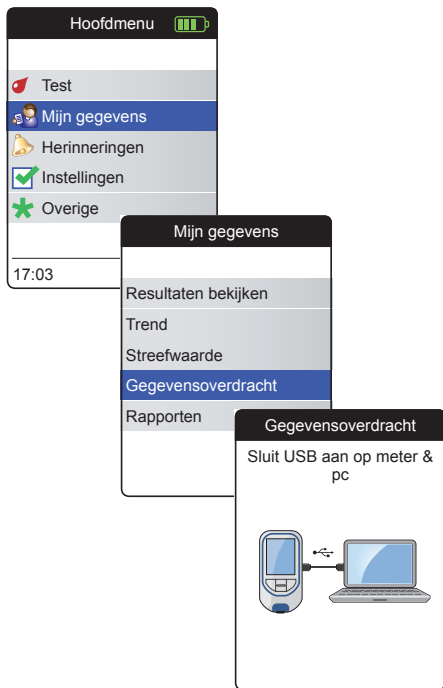 Hoofdmenu
Test
Mijn gegevens
Herinneringen
Instellingen
Overige
17:03
Mijn gegevens
Resultaten bekijken
Trend
Streefwaarde
Gegevensoverdracht
Rapporten
Gegevensoverdracht
Sluit USB aan op meter &
pc